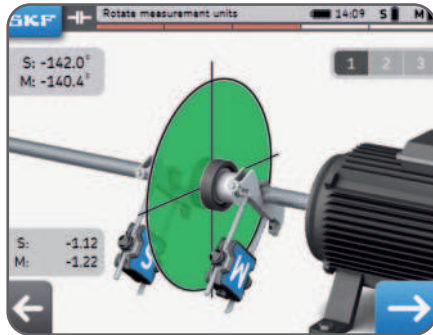 SKF Rotate measurement units 14:09 S M
S: -142.0°
M: -140.4°
1 2 3
S M
S: -1.12
M: -1.22